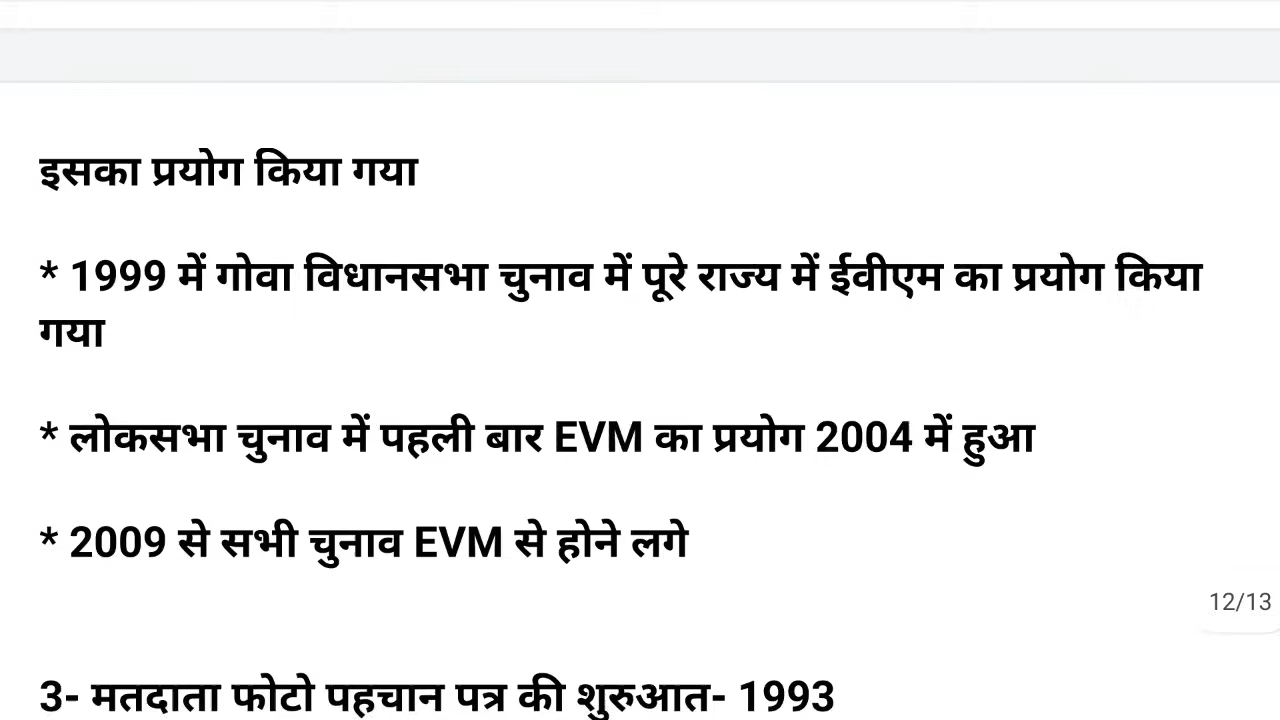 इसका प्रयोग किया गया
* 1999 में गोवा विधानसभा चुनाव में पूरे राज्य में ईवीएम का प्रयोग किया
गया
* लोकसभा चुनाव में पहली बार EVM का प्रयोग 2004 में हुआ
* 2009 से सभी चुनाव EVM से होने लगे
12/13
3- मतदाता फोटो पहचान पत्र की शुरुआत- 1993